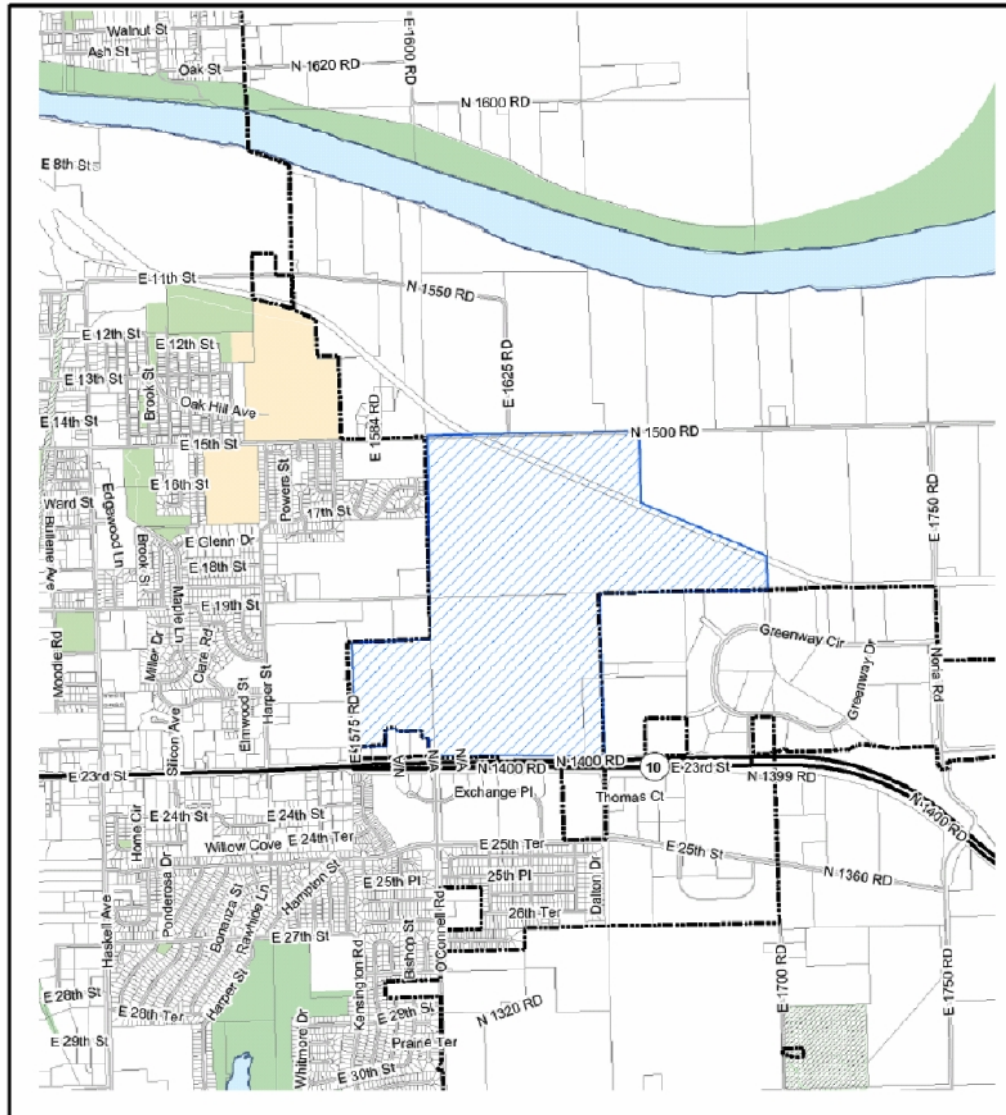 Walnut St
Ash St
Oak St
N 1620 RD
E 1600 RD
N 1600 RD
E 8th St
E 11th St
N 1550 RD
E 12th St
E 12th St
E 1625 RD
E 13th St
Brook St
Oak Hill Ave
E 1584 RD
E 14th St
E 15th St
N 1500 RD
E 16th St
Powers St
Ward St
Edgewood Ln
17th St
E 1750 RD
Bullene Ave
E Glenn Dr
Brook St
E 18th St
Maple Ln
E 19th St
Greenway Cir
Moodie Rd
Miller Dr
Clare Rd
Harper St
Elmwood St
Greenway Dr
Noria Rd
Silicon Ave
E 1575 RD
E 23rd St
N/A
N/A
N/A
N 1400 RD
N 1400 RD
10
E 23rd St
N 1399 RD
N 1400 RD
Exchange Pl
Thomas Ct
Home Cir
E 24th St
E 24th St
Willow Cove
E 24th Ter
E 25th Ter
E 25th St
Ponderosa Dr
Hampton St
E 25th Pl
25th Pl
Dalton Dr
N 1360 RD
Haskell Ave
Bonanza St
Rawhide Ln
26th Ter
O'Connell Rd
E 27th St
Bishop St
Kensington Rd
E 1700 RD
E 1750 RD
E 28th St
E 28th Ter
Harper St
E 29th St
N 1320 RD
E 29th St
Whitmore Dr
Prairie Ter
E 30th St